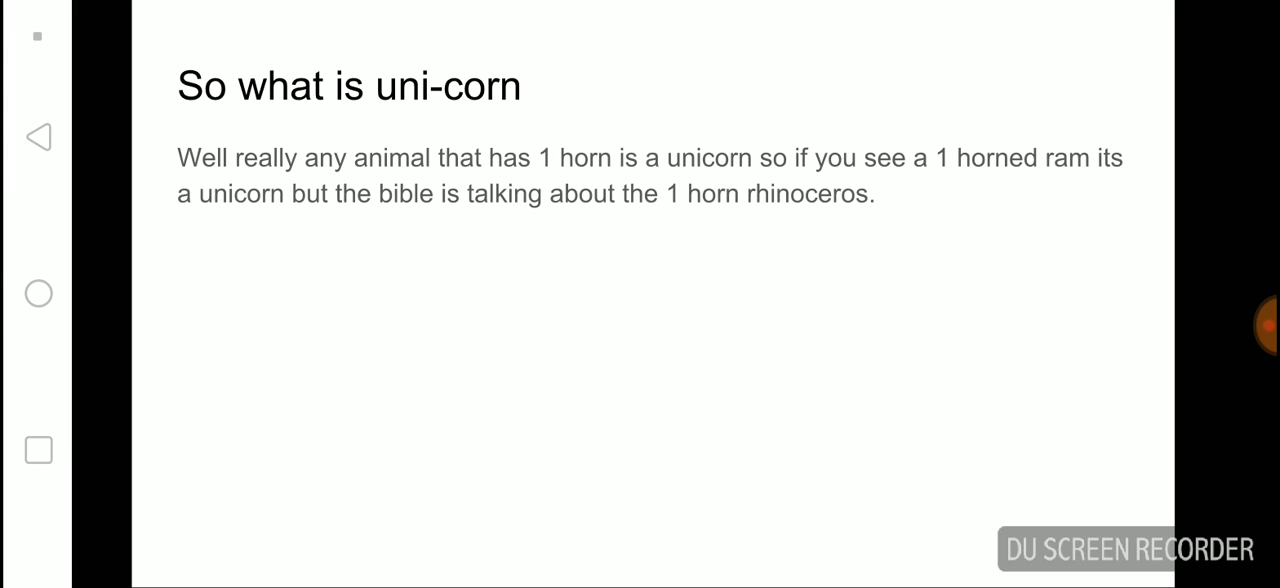 So what is uni-corn
Well really any animal that has 1 horn is a unicorn so if you see a 1 horned ram its
a unicorn but the bible is talking about the 1 horn rhinoceros.
DU SCREEN RECORDER